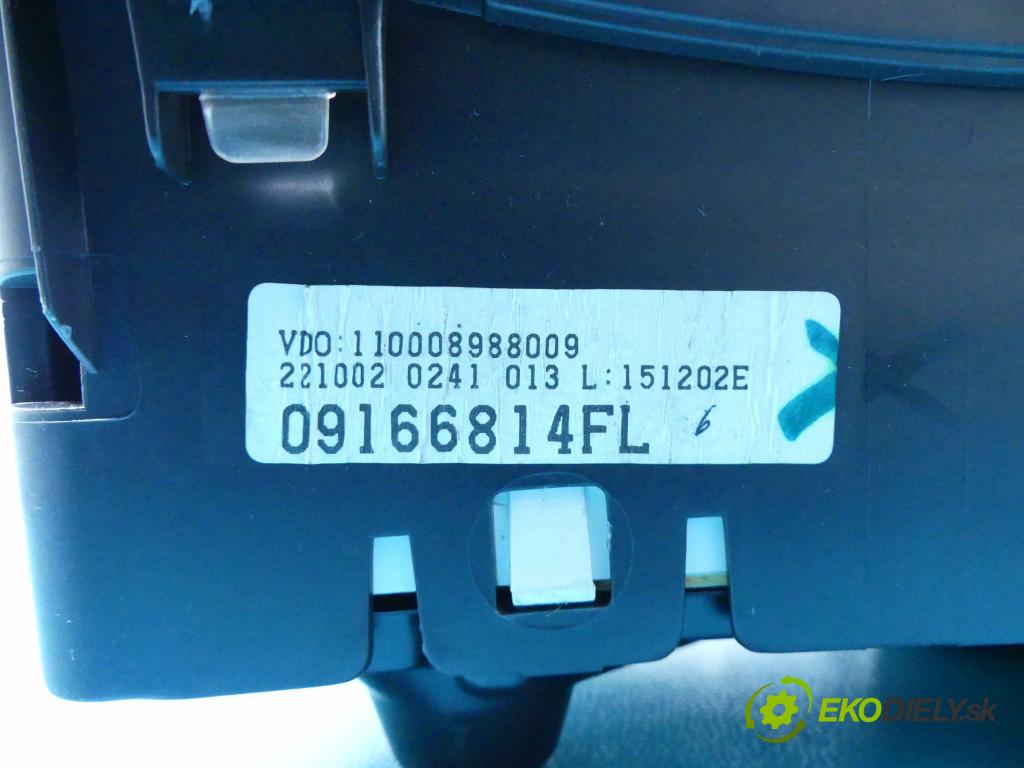 VDO:110008988009
221002 0241 013 L:151202E
09166814FL 6
EKODIELY.sk